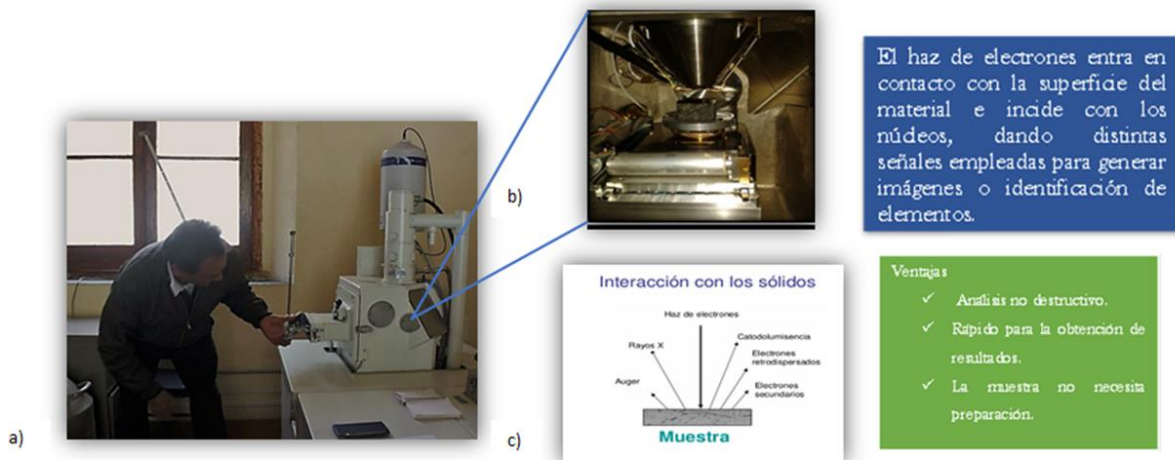 a)
b)
El haz de electrones entra en
contacto con la superficie del
material e incide con los
núcleos, dando distintas
señales empleadas para generar
imágenes o identificación de
elementos.
c)
Interacción con los sólidos
Haz de electrones
Rayos X
Catodolumisencia
Electrones
retrodispersados
Auger
Electrones
secundarios
Muestra
Ventajas
✓ Análisis no destructivo.
✓ Rápido para la obtención de
resultados.
✓ La muestra no necesita
preparación.